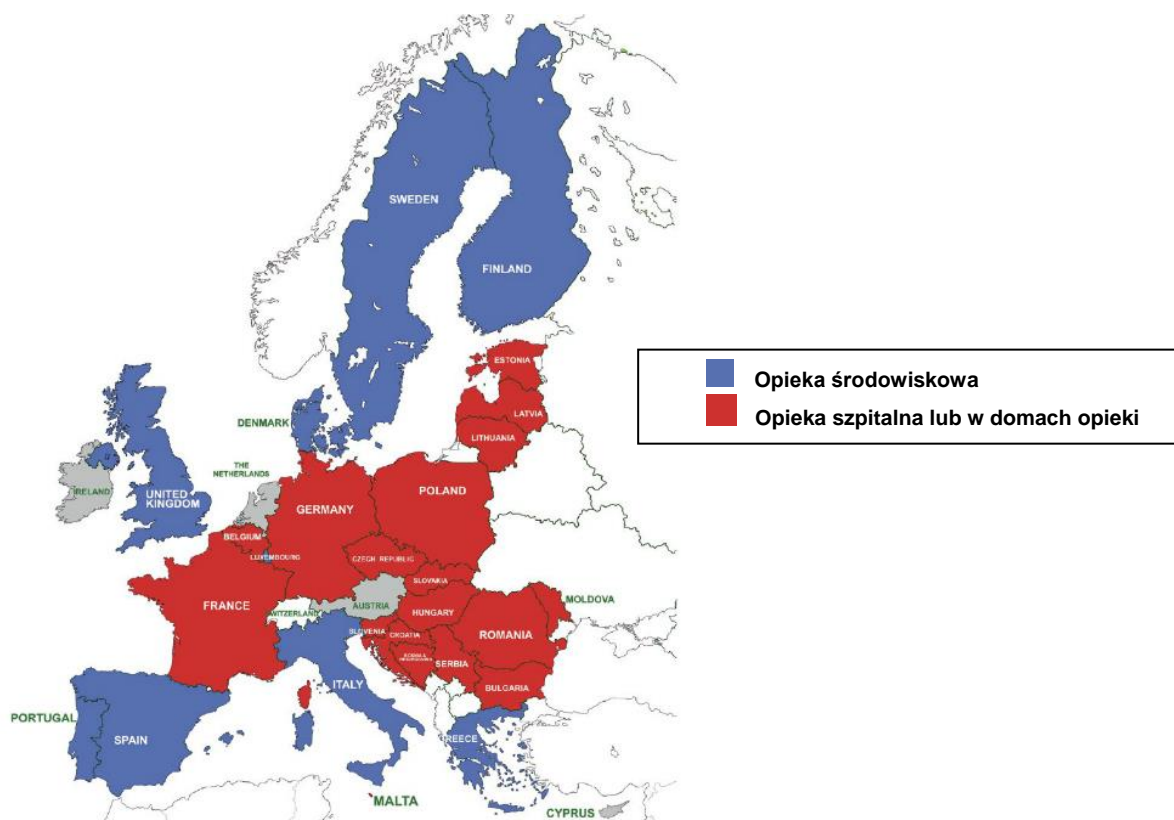 SWEDEN
FINLAND
ESTONIA
LATVIA
LITHUANIA
DENMARK
THE
NETHERLANDS
IRELAND
UNITED
KINGDOM
POLAND
GERMANY
BELGIUM
LUXEMBOURG
CZECH REPUBLIC
SLOVAKIA
FRANCE
WITZERLAND
AUSTRIA
HUNGARY
MOLDOVA
ROMANIA
SLOVENIA
CROATIA
SERBIA
BULGARIA
ITALY
PORTUGAL
SPAIN
REECE
MALTA
CYPRUS
Opieka środowiskowa
Opieka szpitalna lub w domach opieki